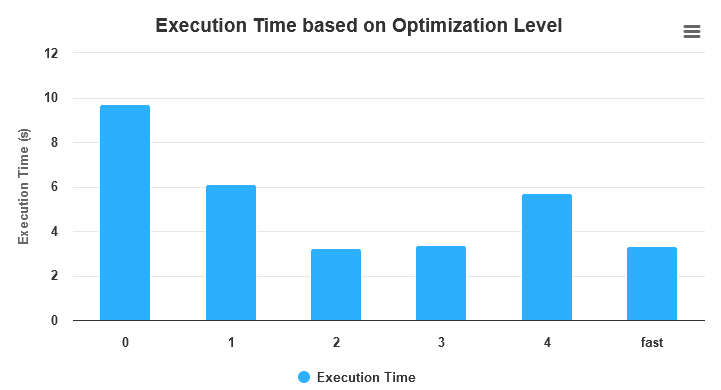 Execution Time based on Optimization Level
12
10
8
6
4
2
0
Execution Time (s)
0 1 2 3 4 fast
Execution Time